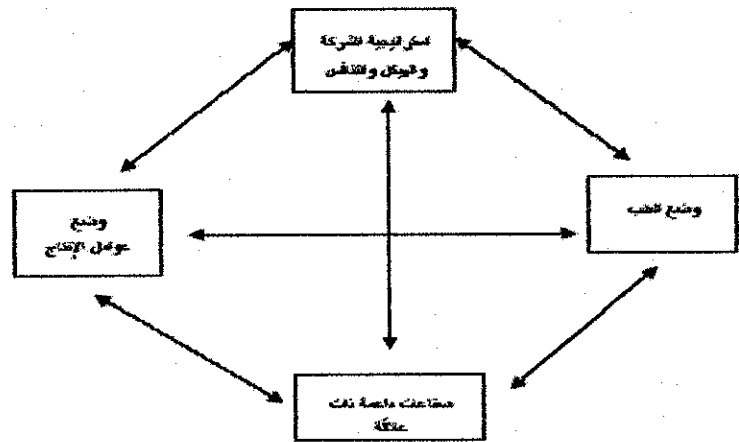 استراتيجية الشركة
والهيكل والتنافس
وضع
عوامل الإنتاج
وضع الطلب
صناعات داعمة ذات
علاقة